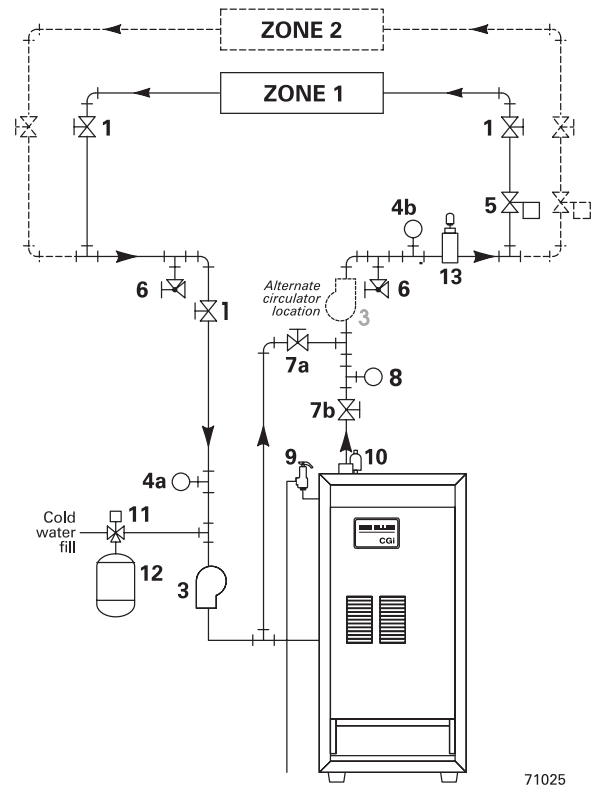 ZONE 2
ZONE 1
1
1
5
4b
13
6
6
1
Alternate
circulator
location
3
7a
8
7b
9
10
4a
11
Cold
water
fill
12
3
CGi
71025